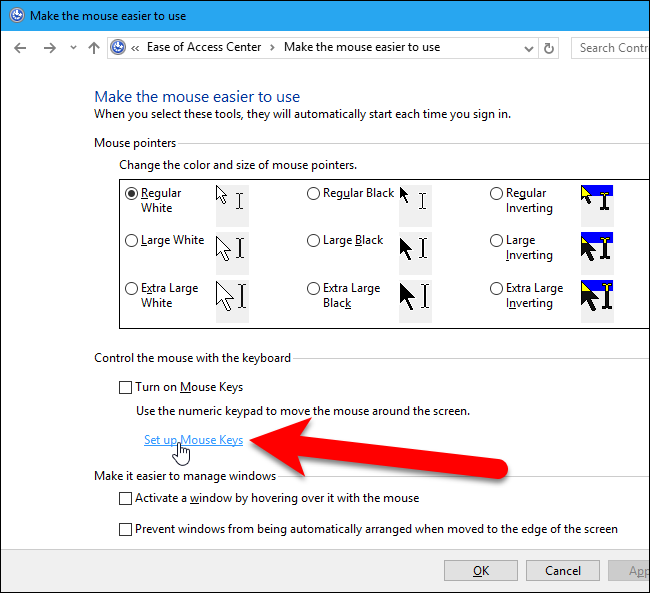 Make the mouse easier to use
« Ease of Access Center > Make the mouse easier to use
Search Contr
Make the mouse easier to use
When you select these tools, they will automatically start each time you sign in.
Mouse pointers
Change the color and size of mouse pointers.
Regular White
Regular Black
Regular Inverting
Large White
Large Black
Large Inverting
Extra Large White
Extra Large Black
Extra Large Inverting
Control the mouse with the keyboard
Turn on Mouse Keys
Use the numeric keypad to move the mouse around the screen.
Set up Mouse Keys
Make it easier to manage windows
Activate a window by hovering over it with the mouse
Prevent windows from being automatically arranged when moved to the edge of the screen
OK
Cancel
App